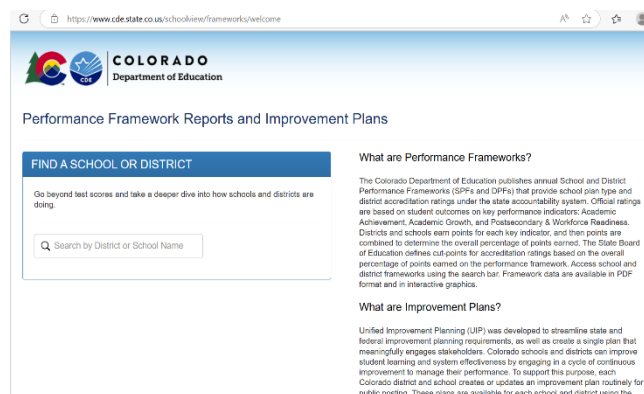 https://www.cde.state.co.us/schoolview/frameworks/welcome
COLORADO
Department of Education
CDE
Performance Framework Reports and Improvement Plans
FIND A SCHOOL OR DISTRICT
Go beyond test scores and take a deeper dive into how schools and districts are
doing.
Search by District or School Name
What are Performance Frameworks?
The Colorado Department of Education publishes annual School and District
Performance Frameworks (SPFs and DPFs) that provide school plan type and
district accreditation ratings under the state accountability system. Official ratings
are based on student outcomes on key performance indicators: Academic
Achievement, Academic Growth, and Postsecondary & Workforce Readiness.
Districts and schools earn points for each key indicator, and then points are
combined to determine the overall percentage of points earned. The State Board
of Education defines cut-points for accreditation ratings based on the overall
percentage of points earned on the performance framework. Access school and
district frameworks using the search bar. Framework data are available in PDF
format and in interactive graphics.
What are Improvement Plans?
Unified Improvement Planning (UIP) was developed to streamline state and
federal improvement planning requirements, as well as create a single plan that
meaningfully engages stakeholders. Colorado schools and districts can improve
student learning and system effectiveness by engaging in a cycle of continuous
improvement to manage their performance. To support this purpose, each
Colorado district and school creates or updates an improvement plan routinely for
public posting. These plans are available for each school and district using the